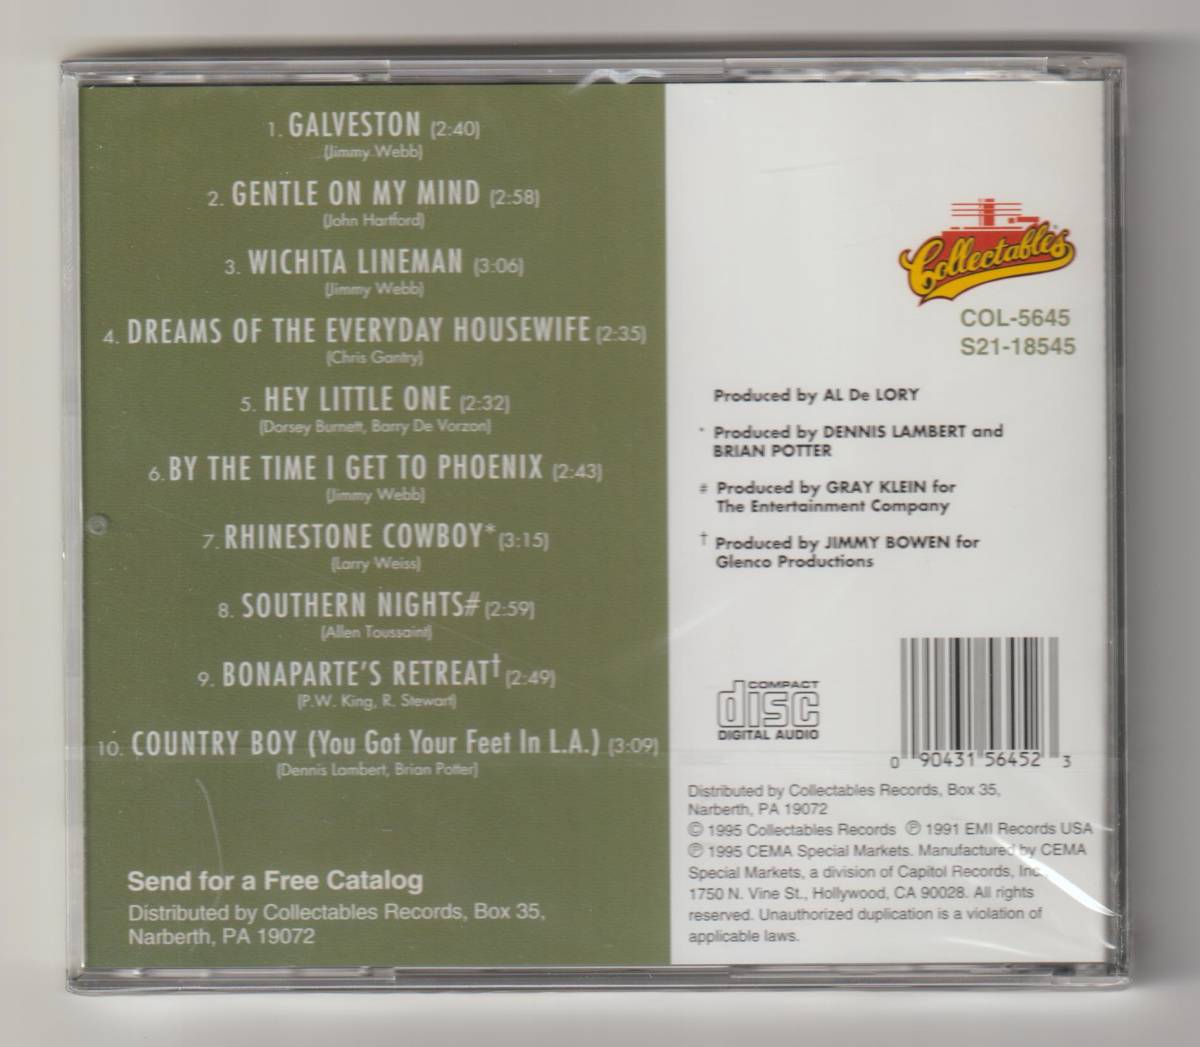 1. GALVESTON (2:40)
(Jimmy Webb)
2. GENTLE ON MY MIND (2:58)
(John Hartford)
3. WICHITA LINEMAN (3:06)
(Jimmy Webb)
4. DREAMS OF THE EVERYDAY HOUSEWIFE (2:35)
(Chris Gantry)
5. HEY LITTLE ONE (2:32)
(Dorsey Burnett, Barry De Vorzon)
6. BY THE TIME I GET TO PHOENIX (2:43)
(Jimmy Webb)
7. RHINESTONE COWBOY* (3:15)
(Larry Weiss)
8. SOUTHERN NIGHTS# (2:59)
(Allen Toussaint)
9. BONAPARTE'S RETREAT† (2:49)
(P.W. King, R. Stewart)
10. COUNTRY BOY (You Got Your Feet In L.A.) (3:09)
(Dennis Lambert, Brian Potter)
Send for a Free Catalog
Distributed by Collectables Records, Box 35,
Narberth, PA 19072
Collectables
COL-5645
S21-18545
Produced by AL De LORY
* Produced by DENNIS LAMBERT and
BRIAN POTTER
# Produced by GRAY KLEIN for
The Entertainment Company
† Produced by JIMMY BOWEN for
Glenco Productions
COMPACT
disc
DIGITAL AUDIO
0 90431 56452 3
Distributed by Collectables Records, Box 35,
Narberth, PA 19072
© 1995 Collectables Records ℗ 1991 EMI Records USA
℗ 1995 CEMA Special Markets. Manufactured by CEMA
Special Markets, a division of Capitol Records, Inc.,
1750 N. Vine St., Hollywood, CA 90028. All rights
reserved. Unauthorized duplication is a violation of
applicable laws.